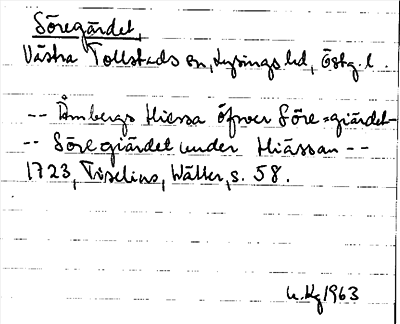 Söregärdet,
Västra Tollstads sn, Lysings hd, Östg. l.
-- Åmbergs Hiessa öfwer Söre=giärdet-
-- Söregiärdet under Hiässan --
1723, Tiselius, Wätter, s. 58.
u. Kg 1963